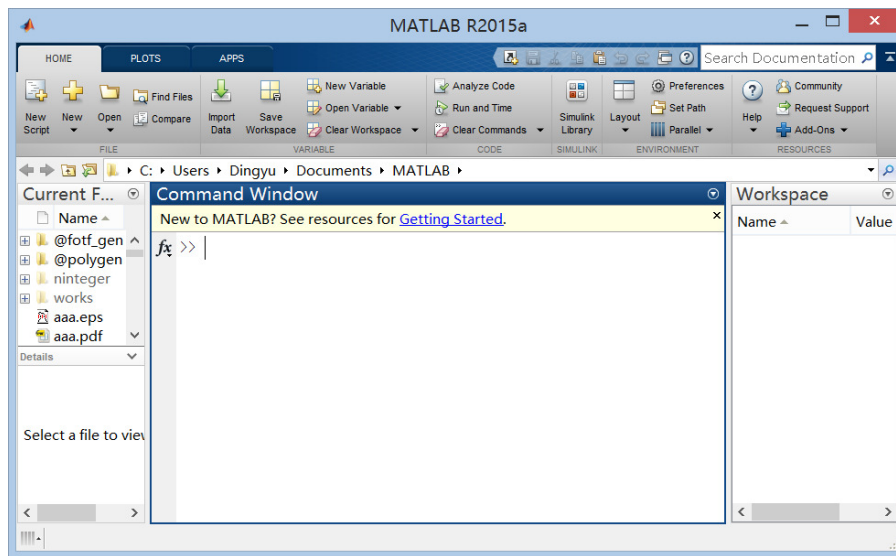 MATLAB R2015a
HOME PLOTS APPS Search Documentation
New Script New Open Find Files Compare
Import Data Save Workspace New Variable Open Variable Clear Workspace
Analyze Code Run and Time Clear Commands
Simulink Library
Layout Preferences Set Path Parallel
Help Community Request Support Add-Ons
FILE VARIABLE CODE SIMULINK ENVIRONMENT RESOURCES
C: Users Dingyu Documents MATLAB
Current F...
Name
@fotf_gen
@polygen
ninteger
works
aaa.eps
aaa.pdf
Details
Select a file to view
Command Window
New to MATLAB? See resources for Getting Started.
fx >>
Workspace
Name Value